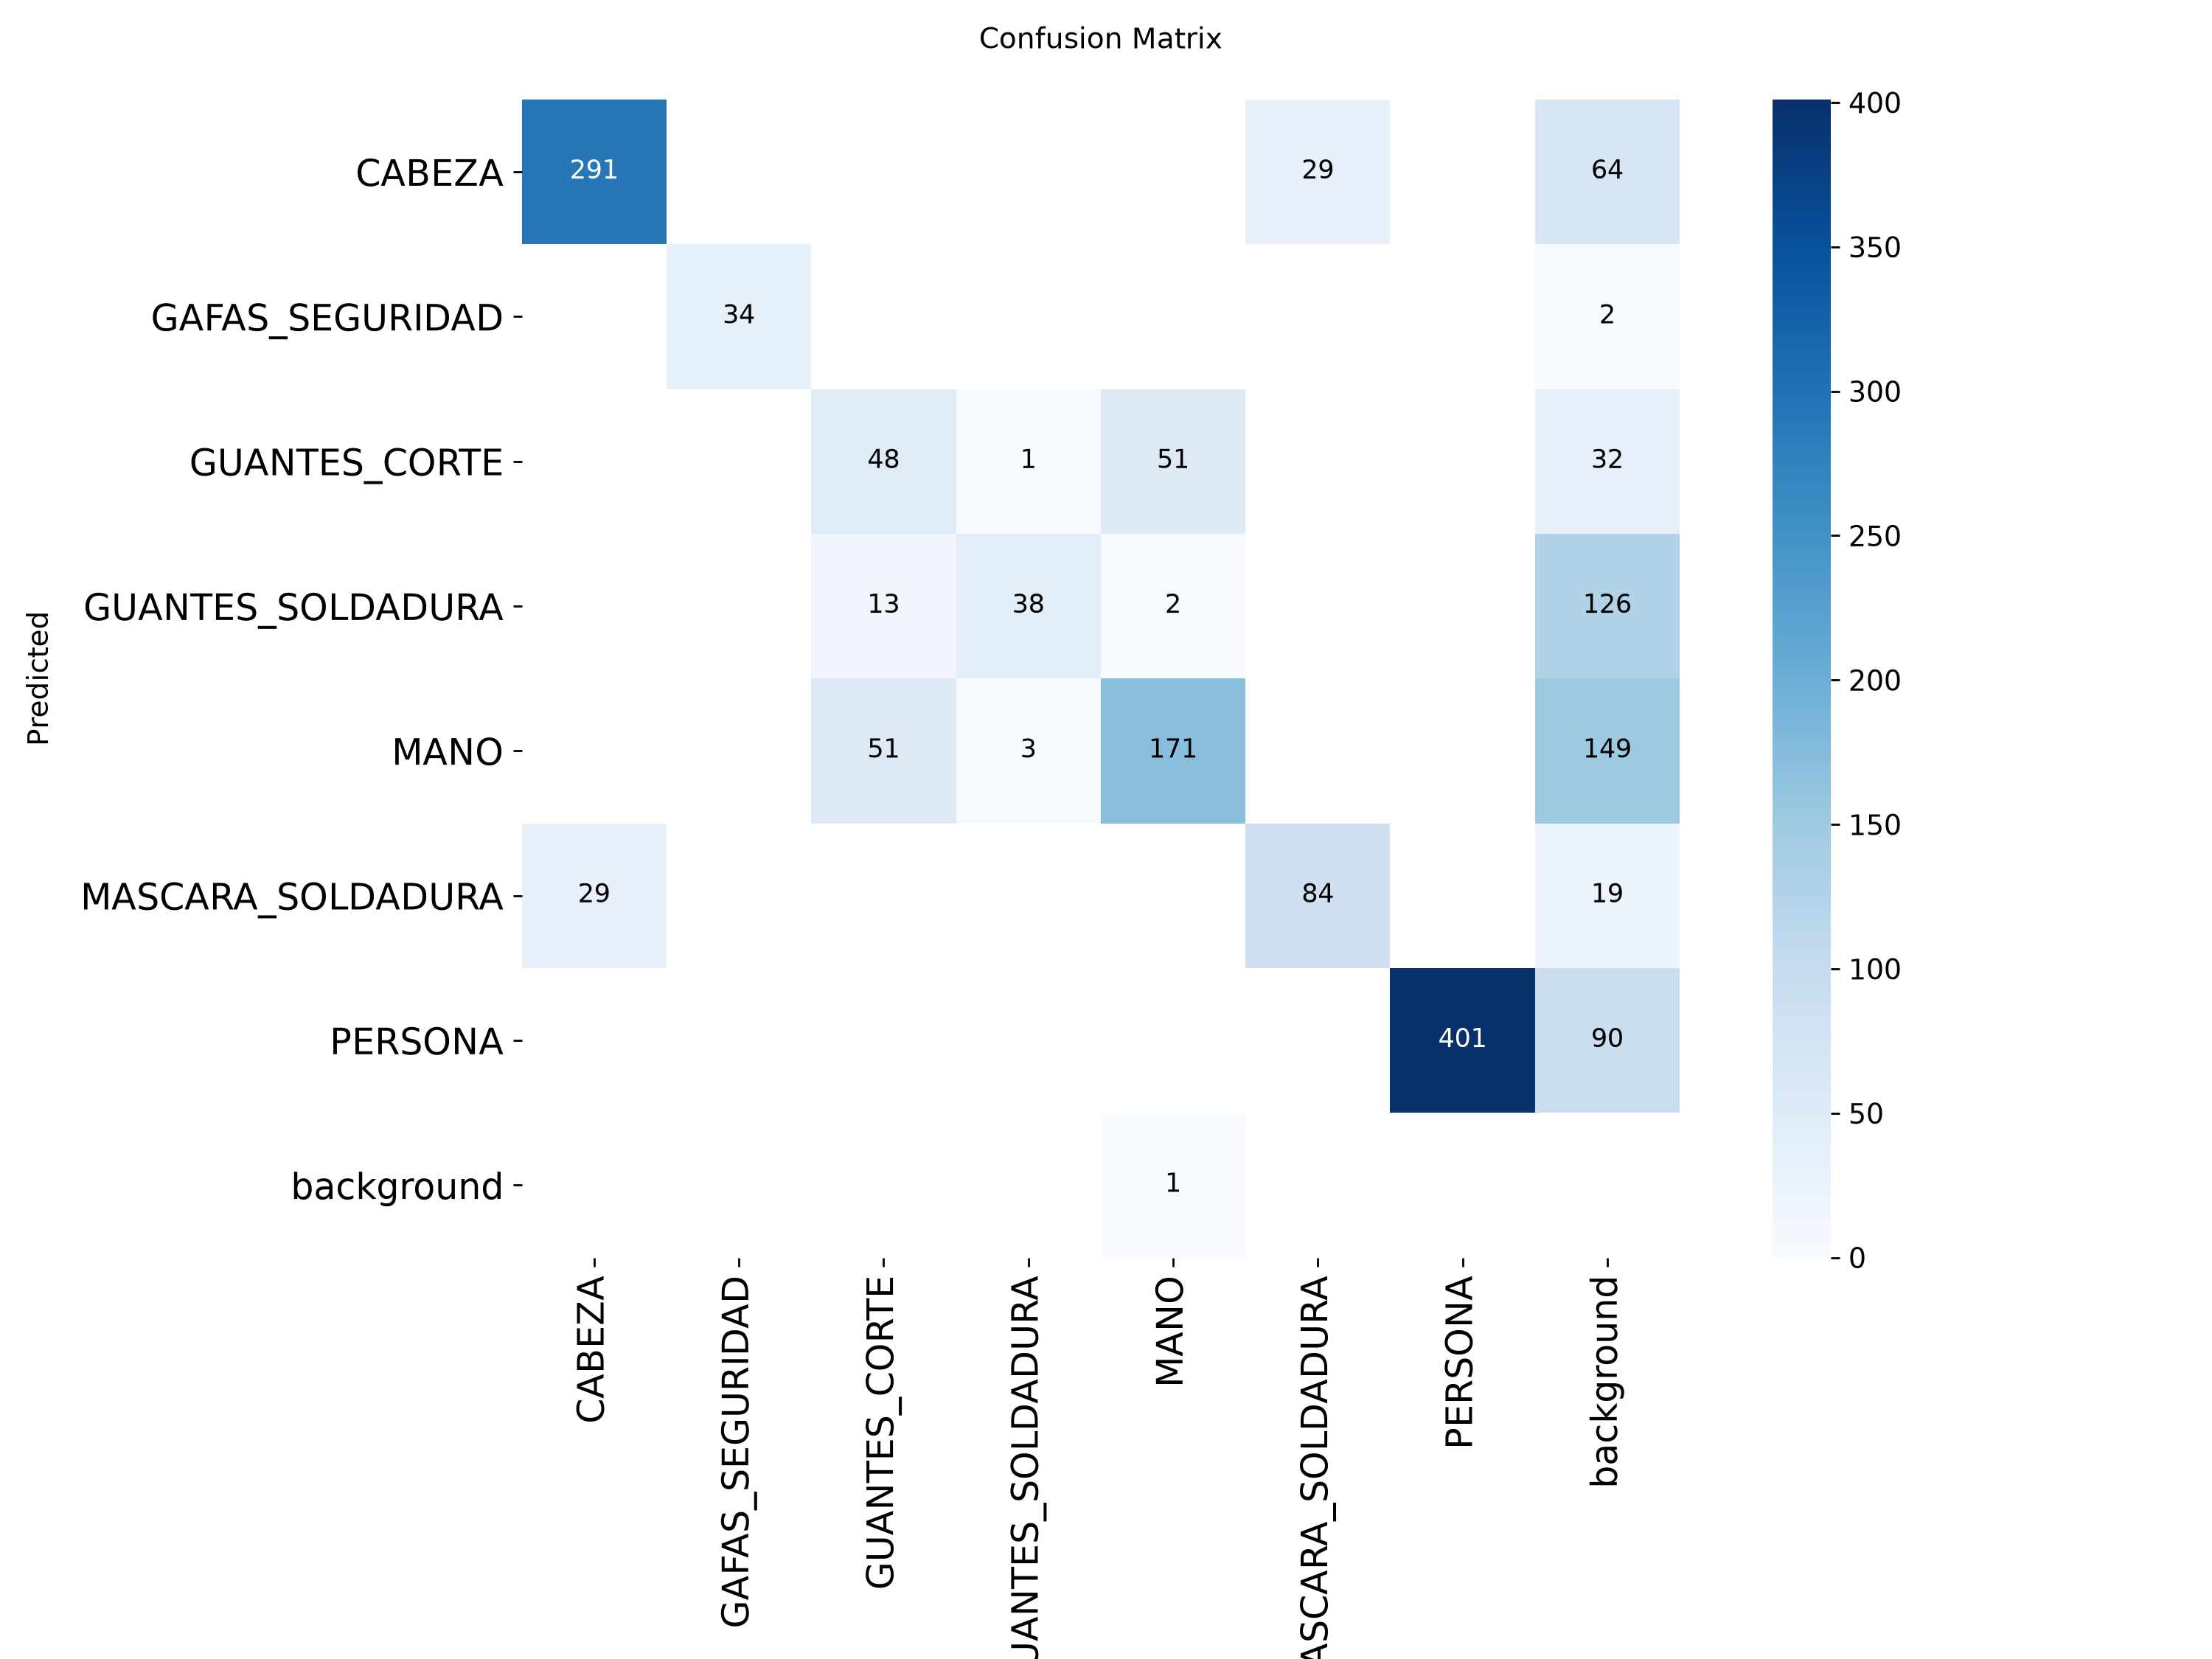 Confusion Matrix
CABEZA 291 29 64
GAFAS_SEGURIDAD 34 2
GUANTES_CORTE 48 1 51 32
GUANTES_SOLDADURA 13 38 2 126
MANO 51 3 171 149
MASCARA_SOLDADURA 29 84 19
PERSONA 401 90
background 1
Predicted
CABEZA
GAFAS_SEGURIDAD
GUANTES_CORTE
UANTES_SOLDADURA
MANO
ASCARA_SOLDADURA
PERSONA
background
400
350
300
250
200
150
100
50
0